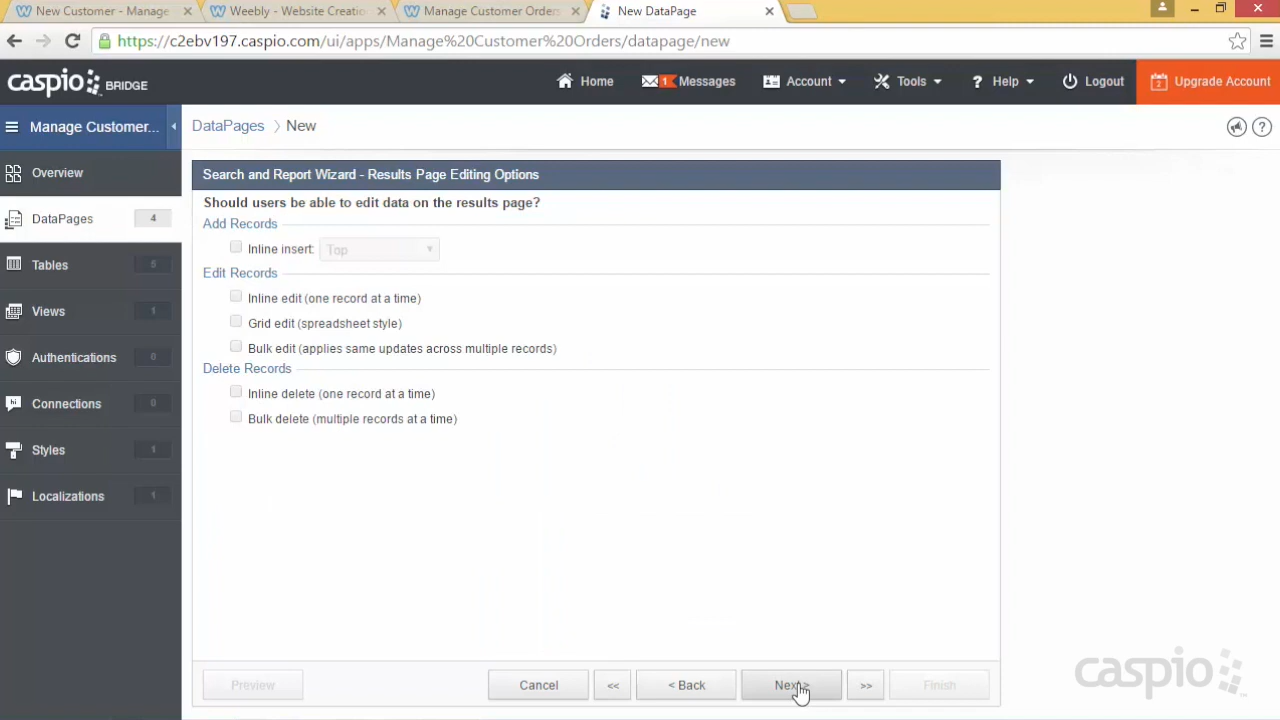 New Customer - Manage
Weebly - Website Creatio
Manage Customer Orders
New DataPage
https://c2ebv197.caspio.com/ui/apps/Manage%20Customer%20Orders/datapage/new
caspio BRIDGE
Home
1 Messages
Account
Tools
? Help
Logout
2 Upgrade Account
Manage Customer...
DataPages > New
?
Overview
DataPages 4
Tables 5
Views 1
Authentications 0
Connections 0
Styles 1
Localizations 1
Search and Report Wizard - Results Page Editing Options
Should users be able to edit data on the results page?
Add Records
Inline insert: Top
Edit Records
Inline edit (one record at a time)
Grid edit (spreadsheet style)
Bulk edit (applies same updates across multiple records)
Delete Records
Inline delete (one record at a time)
Bulk delete (multiple records at a time)
Preview
Cancel
<<
< Back
Next >
>>
Finish
caspio